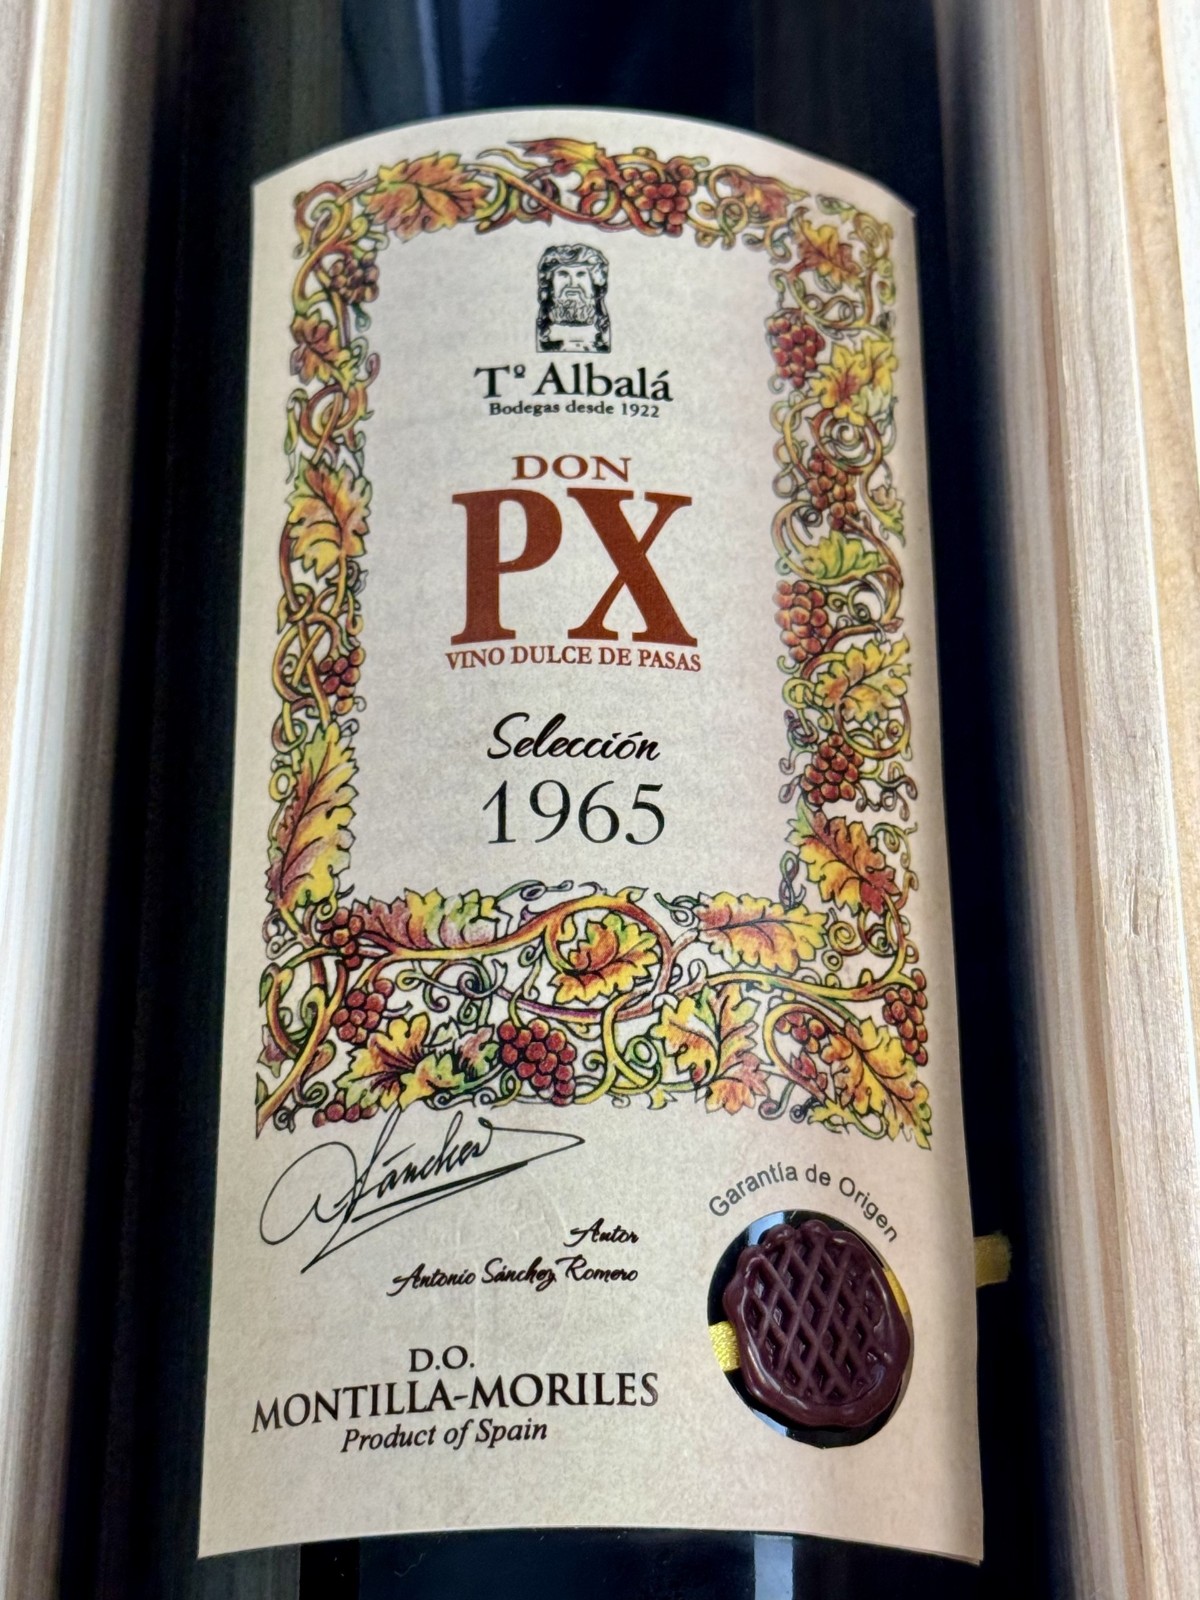 Tº Albalá
Bodegas desde 1922
DON
PX
VINO DULCE DE PASAS
Selección
1965
Sánchez
Autor
Antonio Sánchez Romero
Garantía de Origen
D.O.
MONTILLA-MORILES
Product of Spain